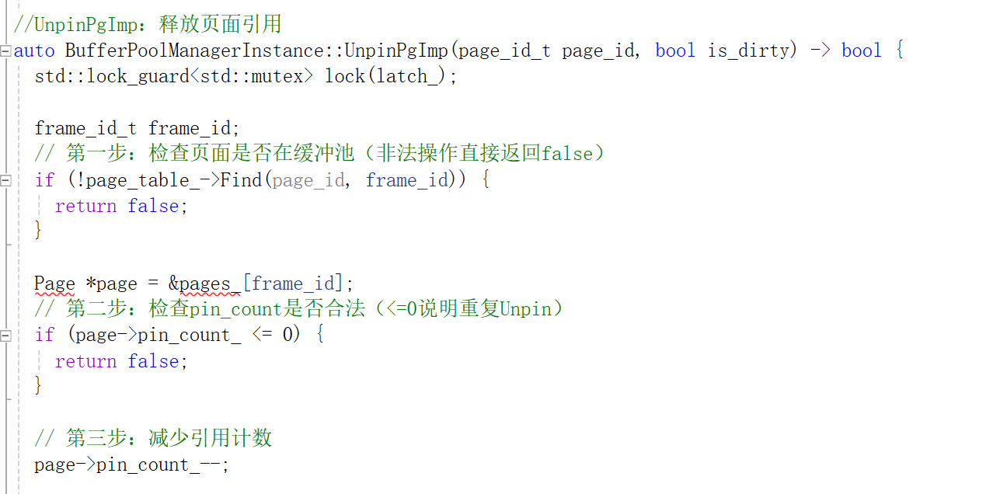 //UnpinPgImp：释放页面引用
auto BufferPoolManagerInstance::UnpinPgImp(page_id_t page_id, bool is_dirty) -> bool {
std::lock_guard<std::mutex> lock(latch_);
frame_id_t frame_id;
// 第一步：检查页面是否在缓冲池（非法操作直接返回false）
if (!page_table_->Find(page_id, frame_id)) {
return false;
}
Page *page = &pages_[frame_id];
// 第二步：检查pin_count是否合法（<=0说明重复Unpin）
if (page->pin_count_ <= 0) {
return false;
}
// 第三步：减少引用计数
page->pin_count_--;